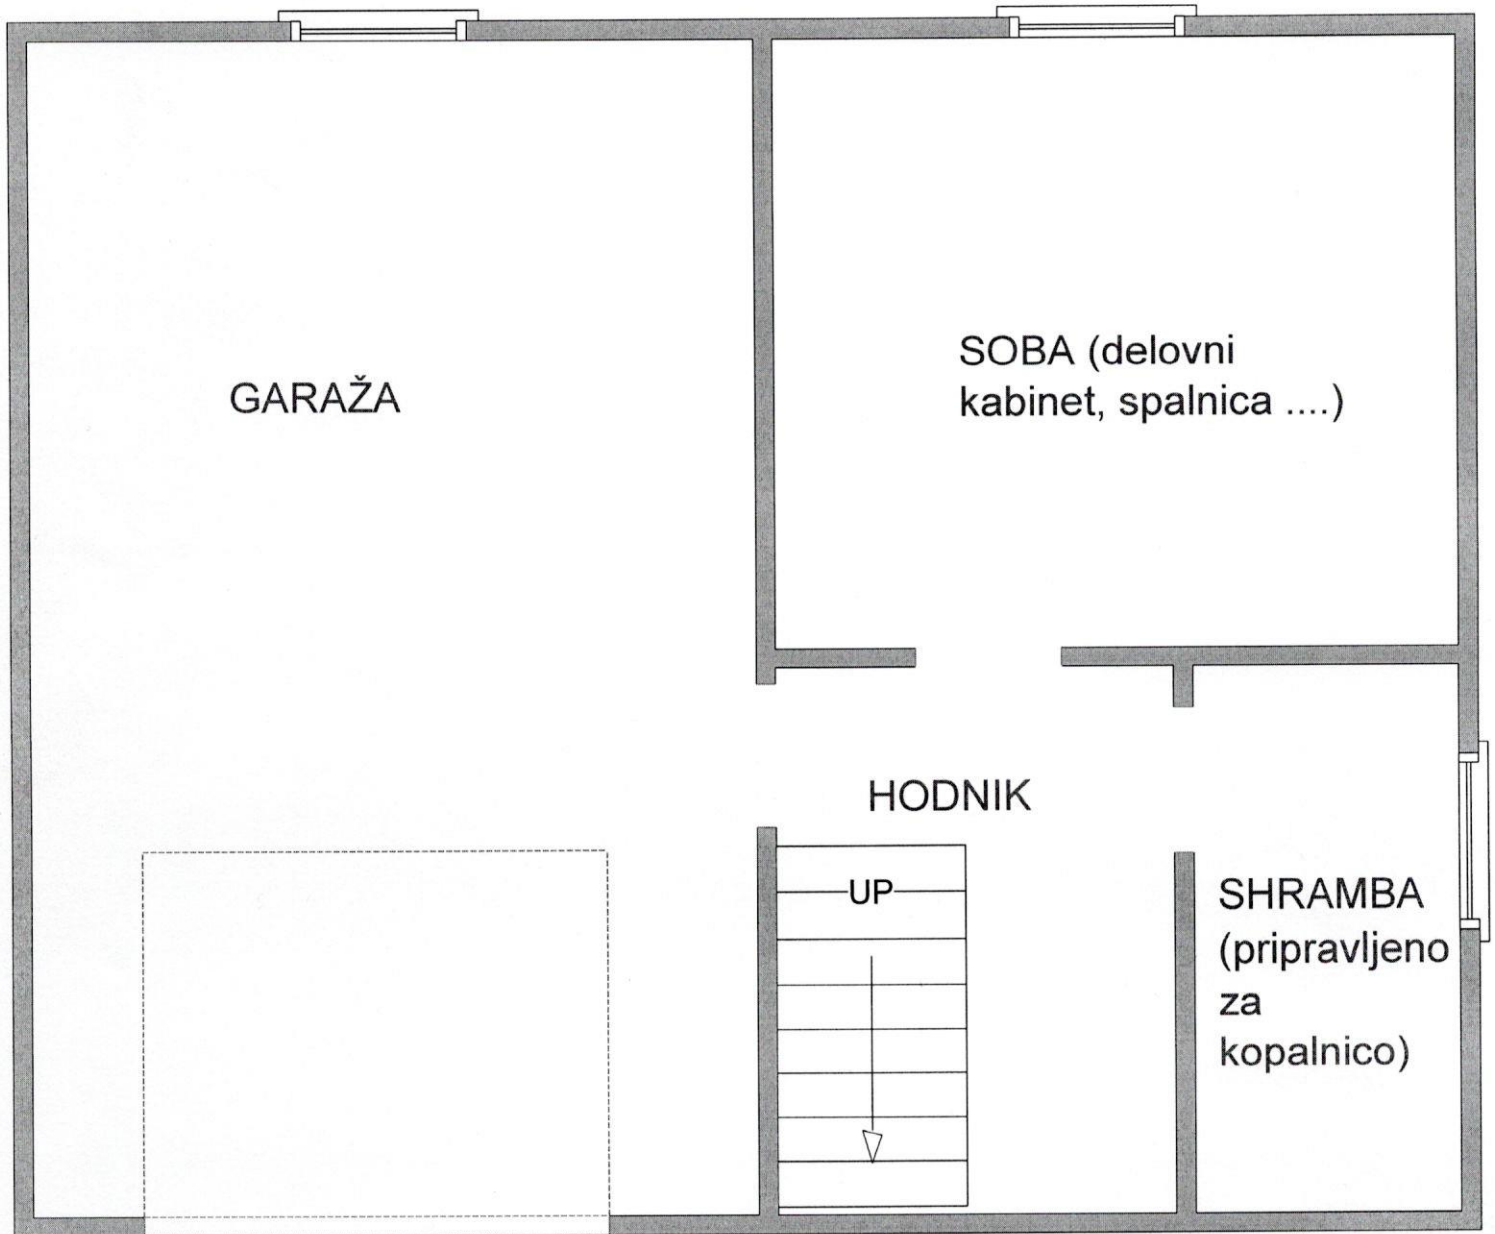 GARAŽA
SOBA (delovni
kabinet, spalnica ....)
HODNIK
UP
SHRAMBA
(pripravljeno
za
kopalnico)